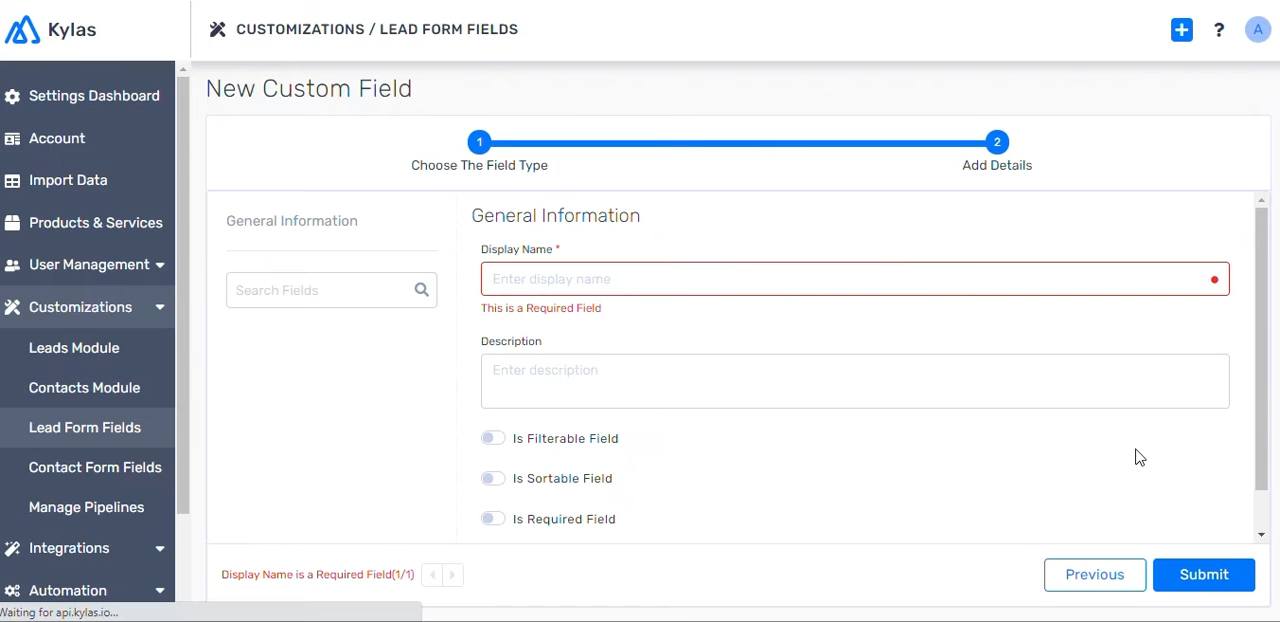 Kylas
CUSTOMIZATIONS / LEAD FORM FIELDS
?
A
Settings Dashboard
Account
Import Data
Products & Services
User Management
Customizations
Leads Module
Contacts Module
Lead Form Fields
Contact Form Fields
Manage Pipelines
Integrations
Automation
Waiting for api.kylas.io...
New Custom Field
1
2
Choose The Field Type
Add Details
General Information
Search Fields
General Information
Display Name *
Enter display name
This is a Required Field
Description
Enter description
Is Filterable Field
Is Sortable Field
Is Required Field
Display Name is a Required Field(1/1)
Previous
Submit